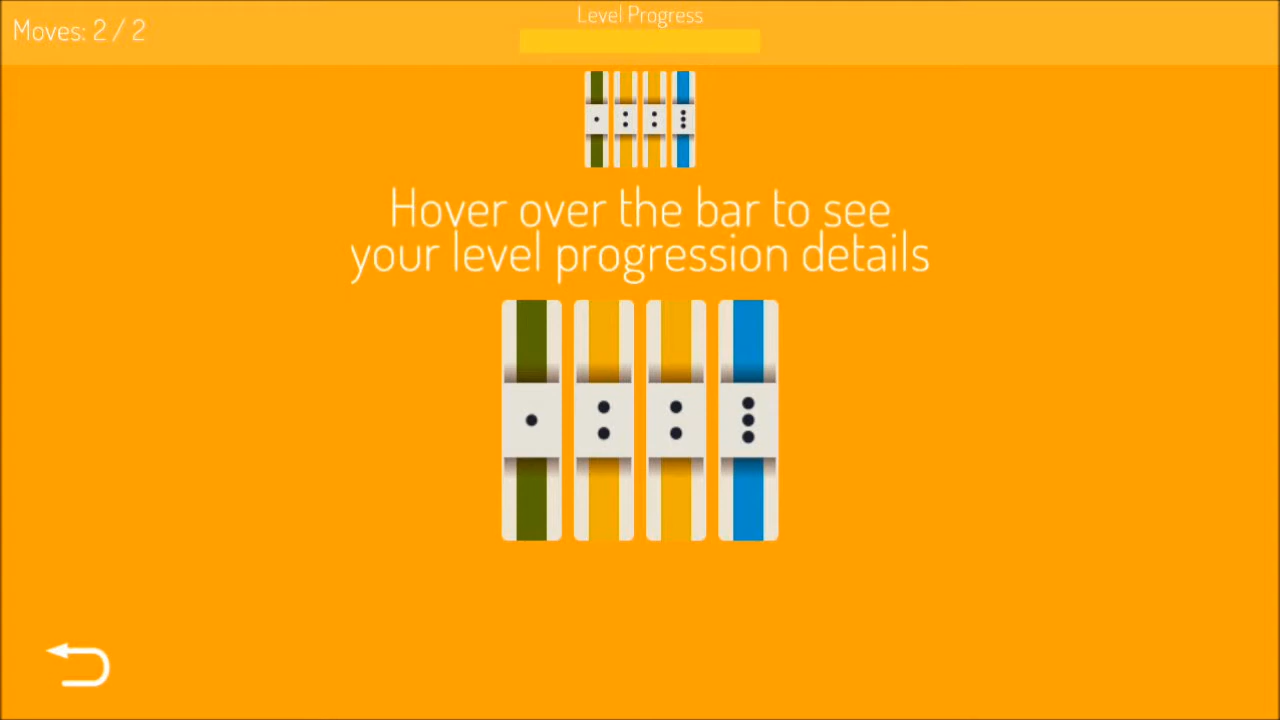 Level Progress
Moves: 2 / 2
Hover over the bar to see
your level progression details